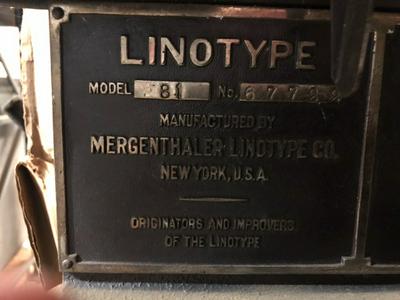 LINOTYPE
MODEL 81 No.
MANUFACTURED BY
MERGENTHALER LINOTYPE CO.
NEW YORK, U.S.A.
ORIGINATORS AND IMPROVERS
OF THE LINOTYPE